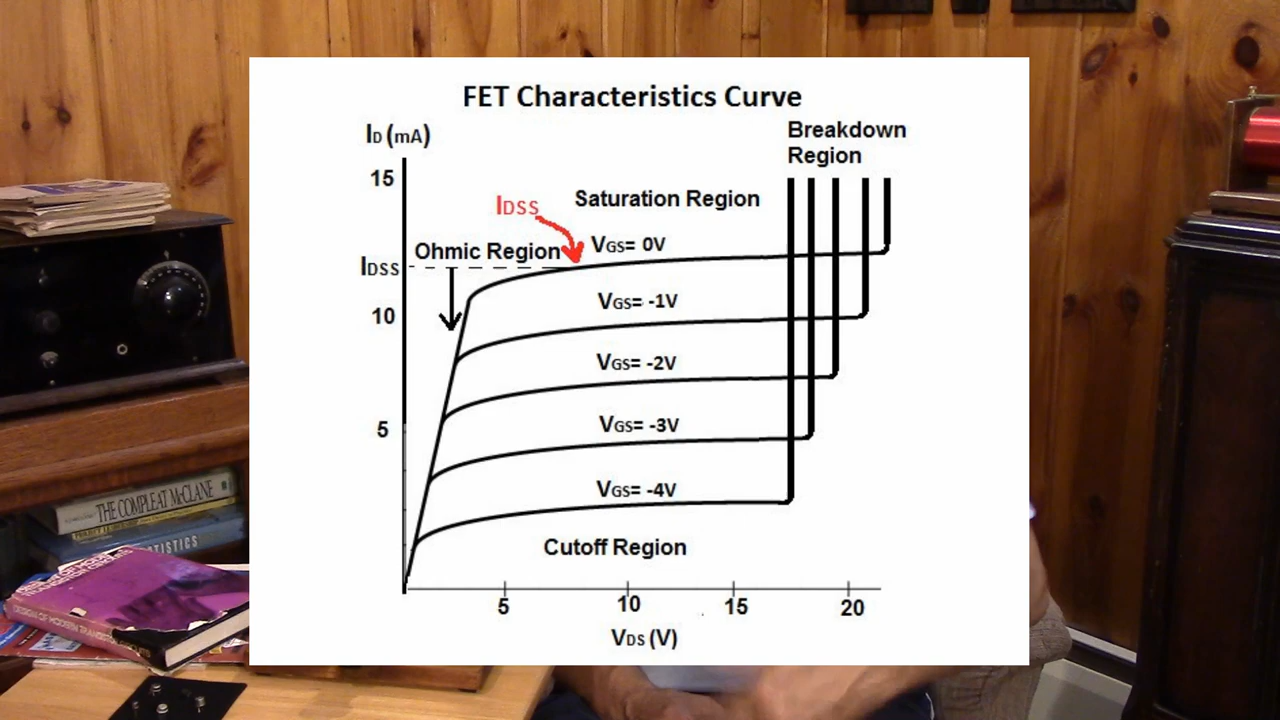 FET Characteristics Curve
ID (mA)
Breakdown
Region
15
IDSS
Saturation Region
VGS= 0V
Ohmic Region
IDSS
VGS= -1V
10
VGS= -2V
5
VGS= -3V
VGS= -4V
Cutoff Region
5
10
15
20
VDS (V)
THE COMPLEAT McCLANE